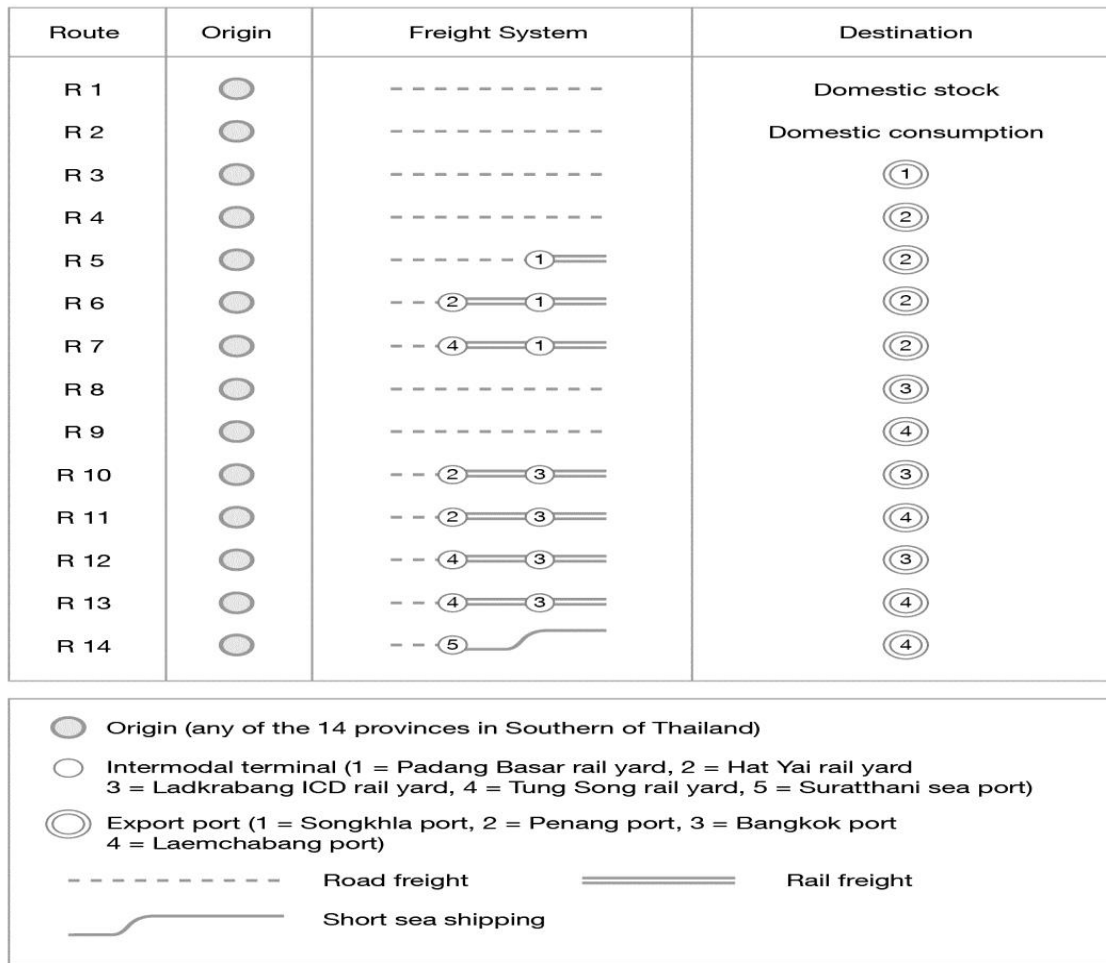 Route Origin Freight System Destination
R 1 Domestic stock
R 2 Domestic consumption
R 3 1
R 4 2
R 5 1 2
R 6 2 1 2
R 7 4 1 2
R 8 3
R 9 4
R 10 2 3 3
R 11 2 3 4
R 12 4 3 3
R 13 4 3 4
R 14 5 4
Origin (any of the 14 provinces in Southern of Thailand)
Intermodal terminal (1 = Padang Basar rail yard, 2 = Hat Yai rail yard
3 = Ladkrabang ICD rail yard, 4 = Tung Song rail yard, 5 = Suratthani sea port)
Export port (1 = Songkhla port, 2 = Penang port, 3 = Bangkok port
4 = Laemchabang port)
Road freight Rail freight
Short sea shipping